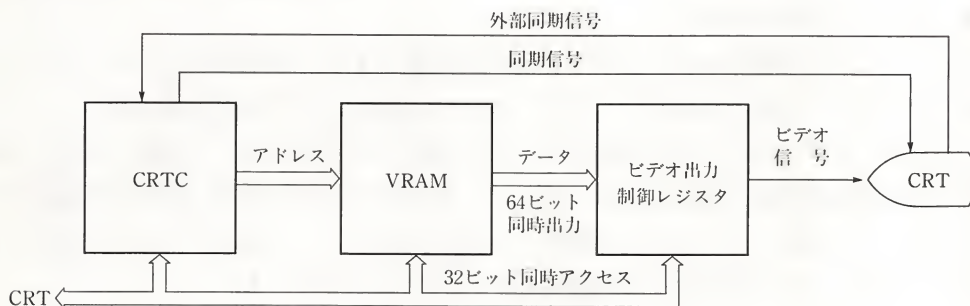 外部同期信号
同期信号
CRTC
アドレス
VRAM
データ
64ビット
同時出力
ビデオ出力
制御レジスタ
ビデオ
信号
CRT
32ビット同時アクセス
CRT